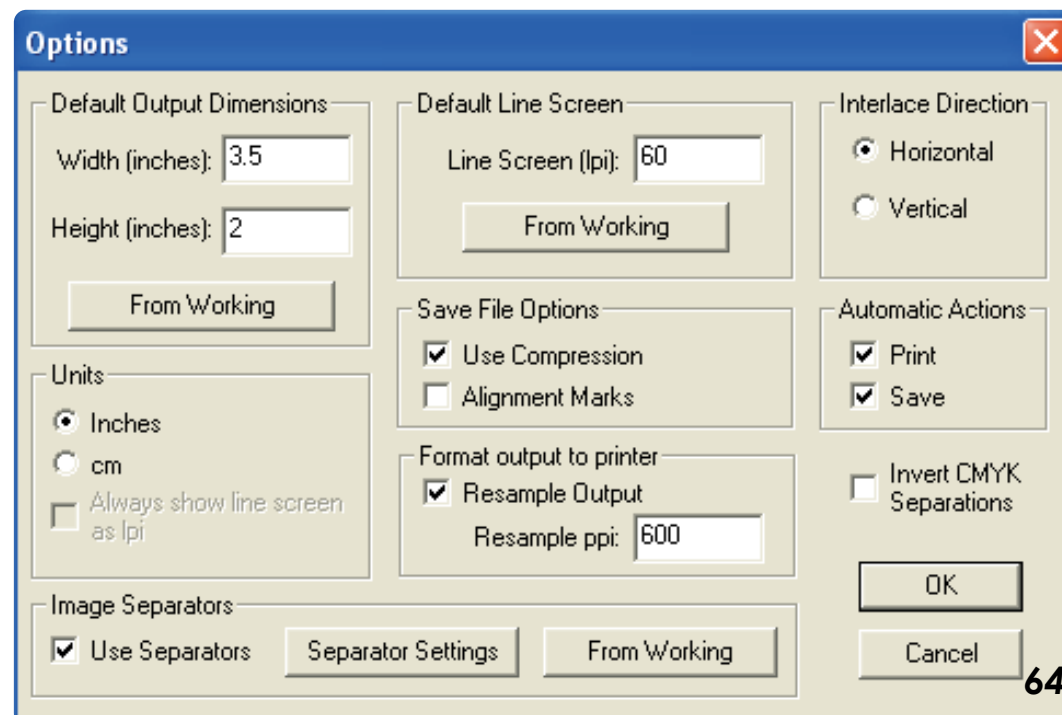 Options
Default Output Dimensions
Width (inches): 3.5
Height (inches): 2
From Working
Default Line Screen
Line Screen (lpi): 60
From Working
Interlace Direction
Horizontal
Vertical
Units
Inches
cm
Always show line screen
as lpi
Save File Options
Use Compression
Alignment Marks
Automatic Actions
Print
Save
Format output to printer
Resample Output
Resample ppi: 600
Invert CMYK
Separations
Image Separators
Use Separators
Separator Settings
From Working
OK
Cancel
64